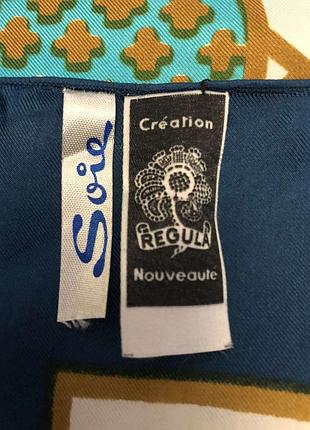 Soie
Création
REGULA
Nouveauté